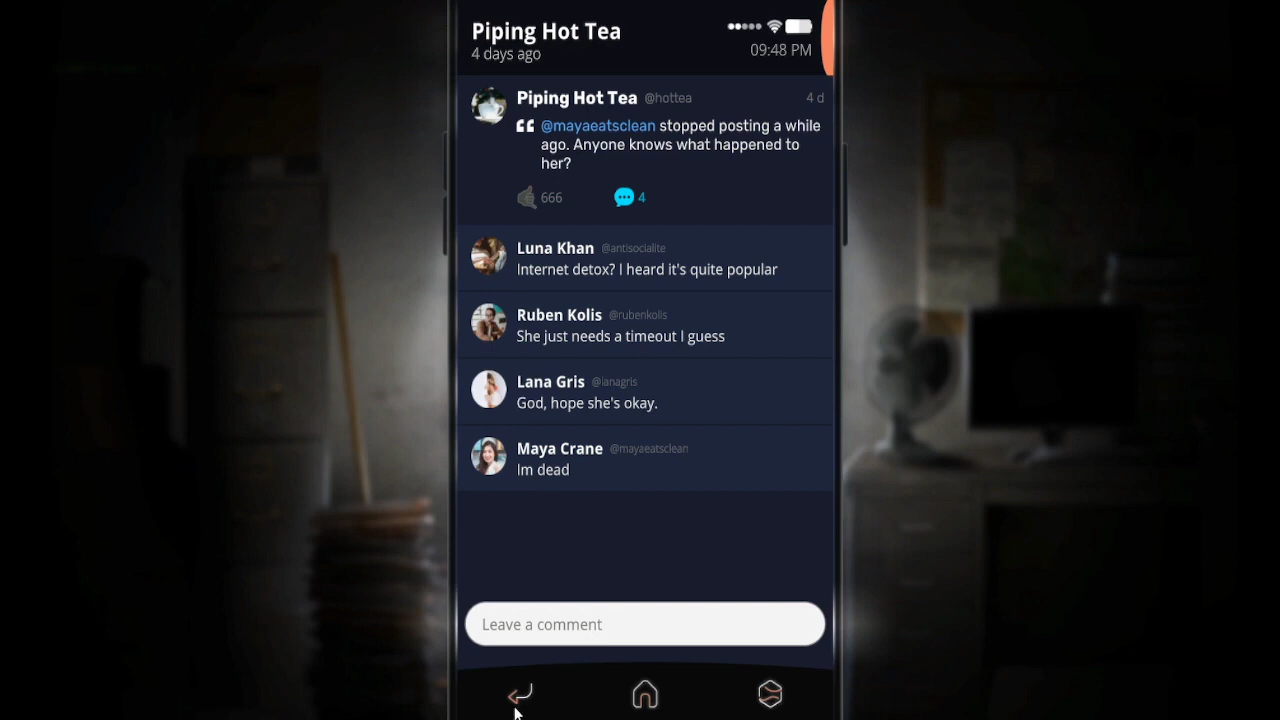 Piping Hot Tea
4 days ago
09:48 PM
Piping Hot Tea @hottea 4 d
@mayaeatsclean stopped posting a while
ago. Anyone knows what happened to
her?
666 4
Luna Khan @antisocialite
Internet detox? I heard it's quite popular
Ruben Kolis @rubenkolis
She just needs a timeout I guess
Lana Gris @lanagris
God, hope she's okay.
Maya Crane @mayaeatsclean
Im dead
Leave a comment